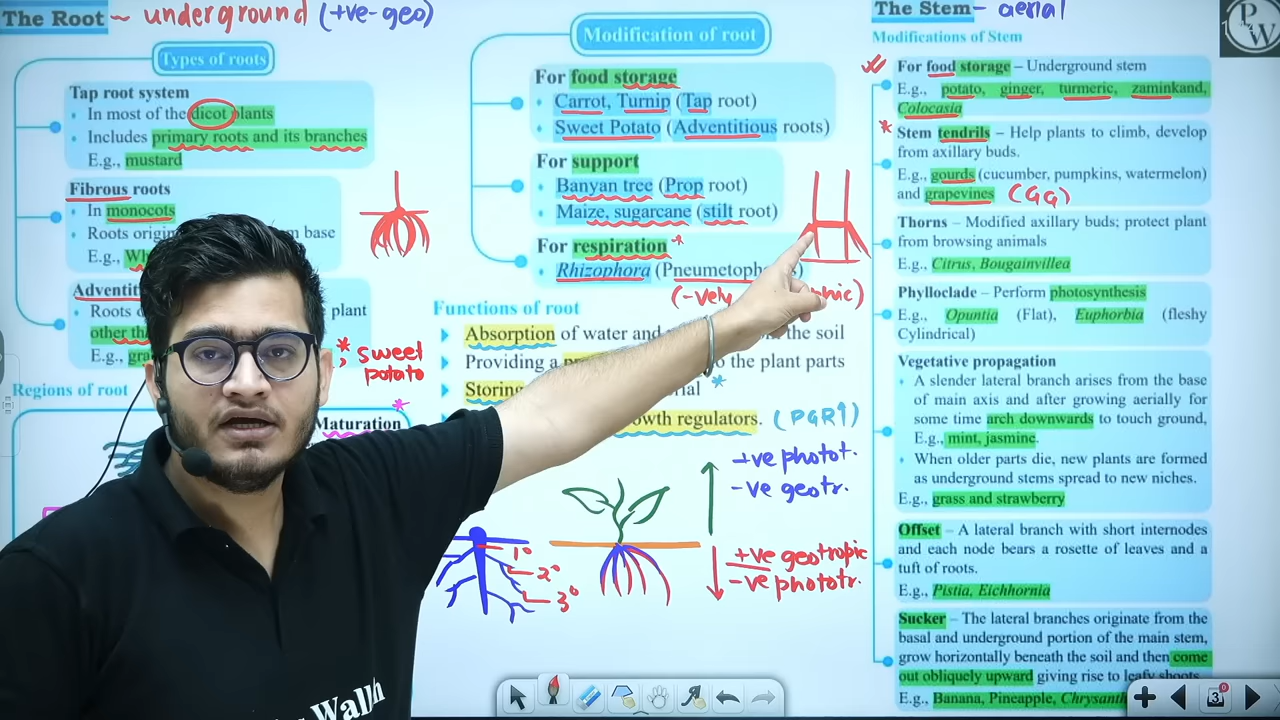 The Root ~ underground (+ve-geo)
Types of roots
Tap root system
In most of the dicot plants
Includes primary roots and its branches
E.g., mustard
Fibrous roots
In monocots
Roots base
E.g.,
Roots plant
E.g.,
* sweet
potato
Regions of root
Maturation *
Modification of root
For food storage
Carrot, Turnip (Tap root)
Sweet Potato (Adventitious roots)
For support
Banyan tree (Prop root)
Maize, sugarcane (stilt root)
For respiration *
Rhizophora
(-vely
Functions of root
Absorption of water and the soil
Providing a to the plant parts
Storing *
regulators. (PGR↑)
+ve photot.
-ve geotr.
+ve geotropic
-ve phototr.
1°
2°
3°
The Stem - aerial
Modifications of Stem
For food storage – Underground stem
E.g., potato, ginger, turmeric, zaminkand,
Colocasia
* Stem tendrils – Help plants to climb, develop
from axillary buds.
E.g., gourds (cucumber, pumpkins, watermelon)
and grapevines (GG)
Thorns – Modified axillary buds; protect plant
from browsing animals
E.g., Citrus, Bougainvillea
Phylloclade – Perform photosynthesis
E.g., Opuntia (Flat), Euphorbia (fleshy
Cylindrical)
Vegetative propagation
A slender lateral branch arises from the base
of main axis and after growing aerially for
some time arch downwards to touch ground,
E.g., mint, jasmine.
When older parts die, new plants are formed
as underground stems spread to new niches.
E.g., grass and strawberry
Offset – A lateral branch with short internodes
and each node bears a rosette of leaves and a
tuft of roots.
E.g., Pistia, Eichhornia
Sucker – The lateral branches originate from the
basal and underground portion of the main stem,
grow horizontally beneath the soil and then come
out obliquely upward giving rise to leafy shoots.
E.g., Banana, Pineapple,
PW
3